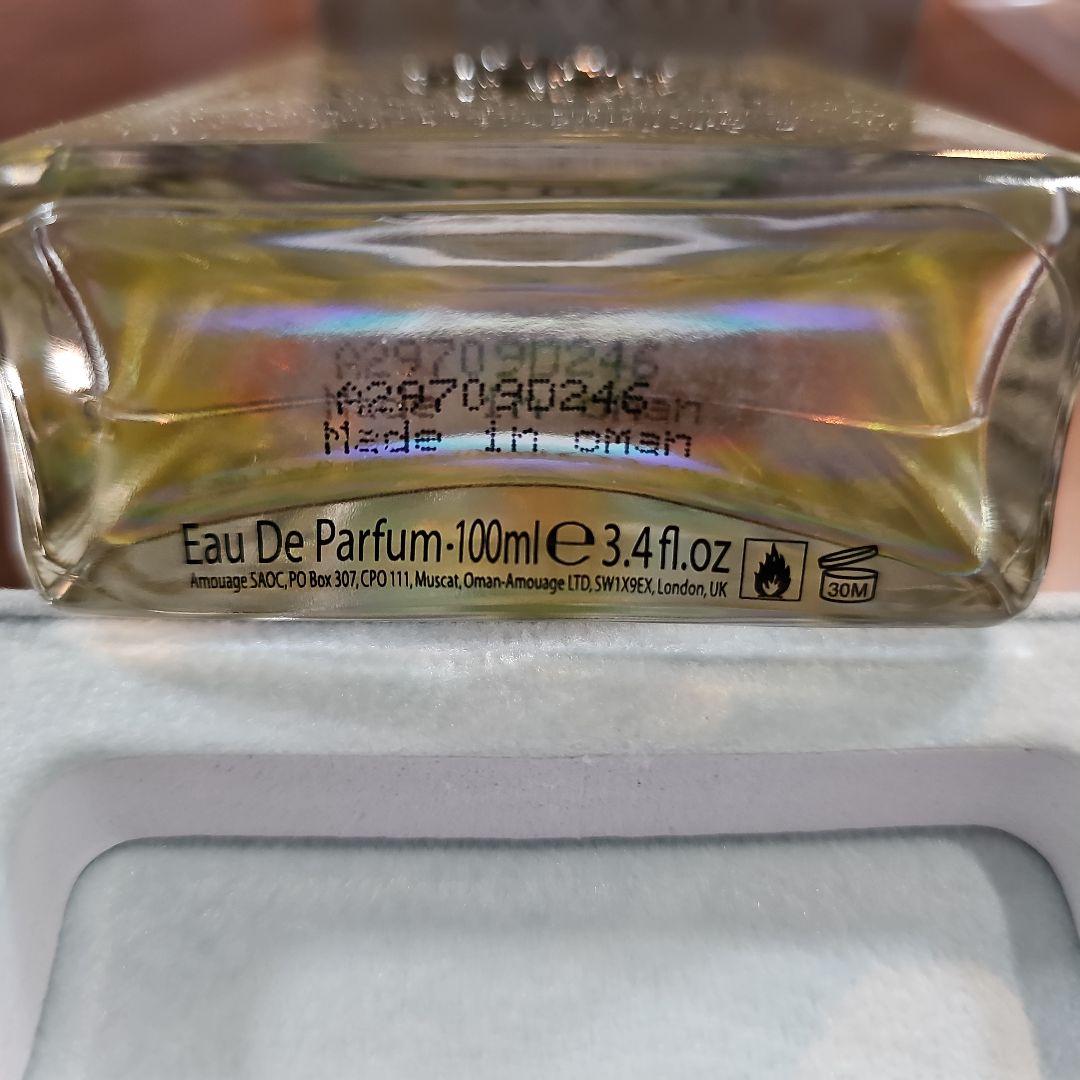 A29709D246
Made in oman
Eau De Parfum·100ml ℮ 3.4 fl.oz
Amouage SAOC, PO Box 307, CPO 111, Muscat, Oman-Amouage LTD, SW1X9EX, London, UK
30M